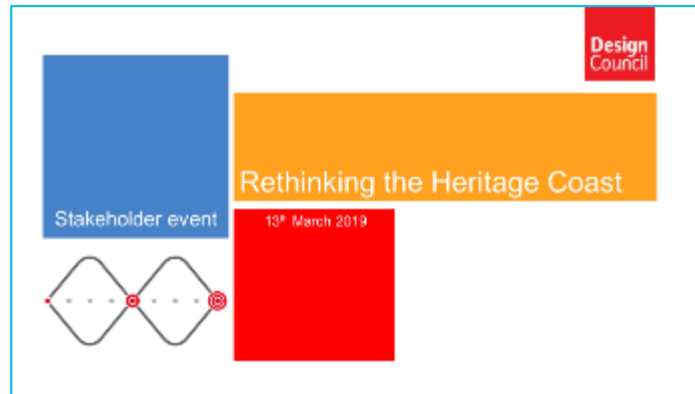 Design
Council
Rethinking the Heritage Coast
Stakeholder event
13th March 2019